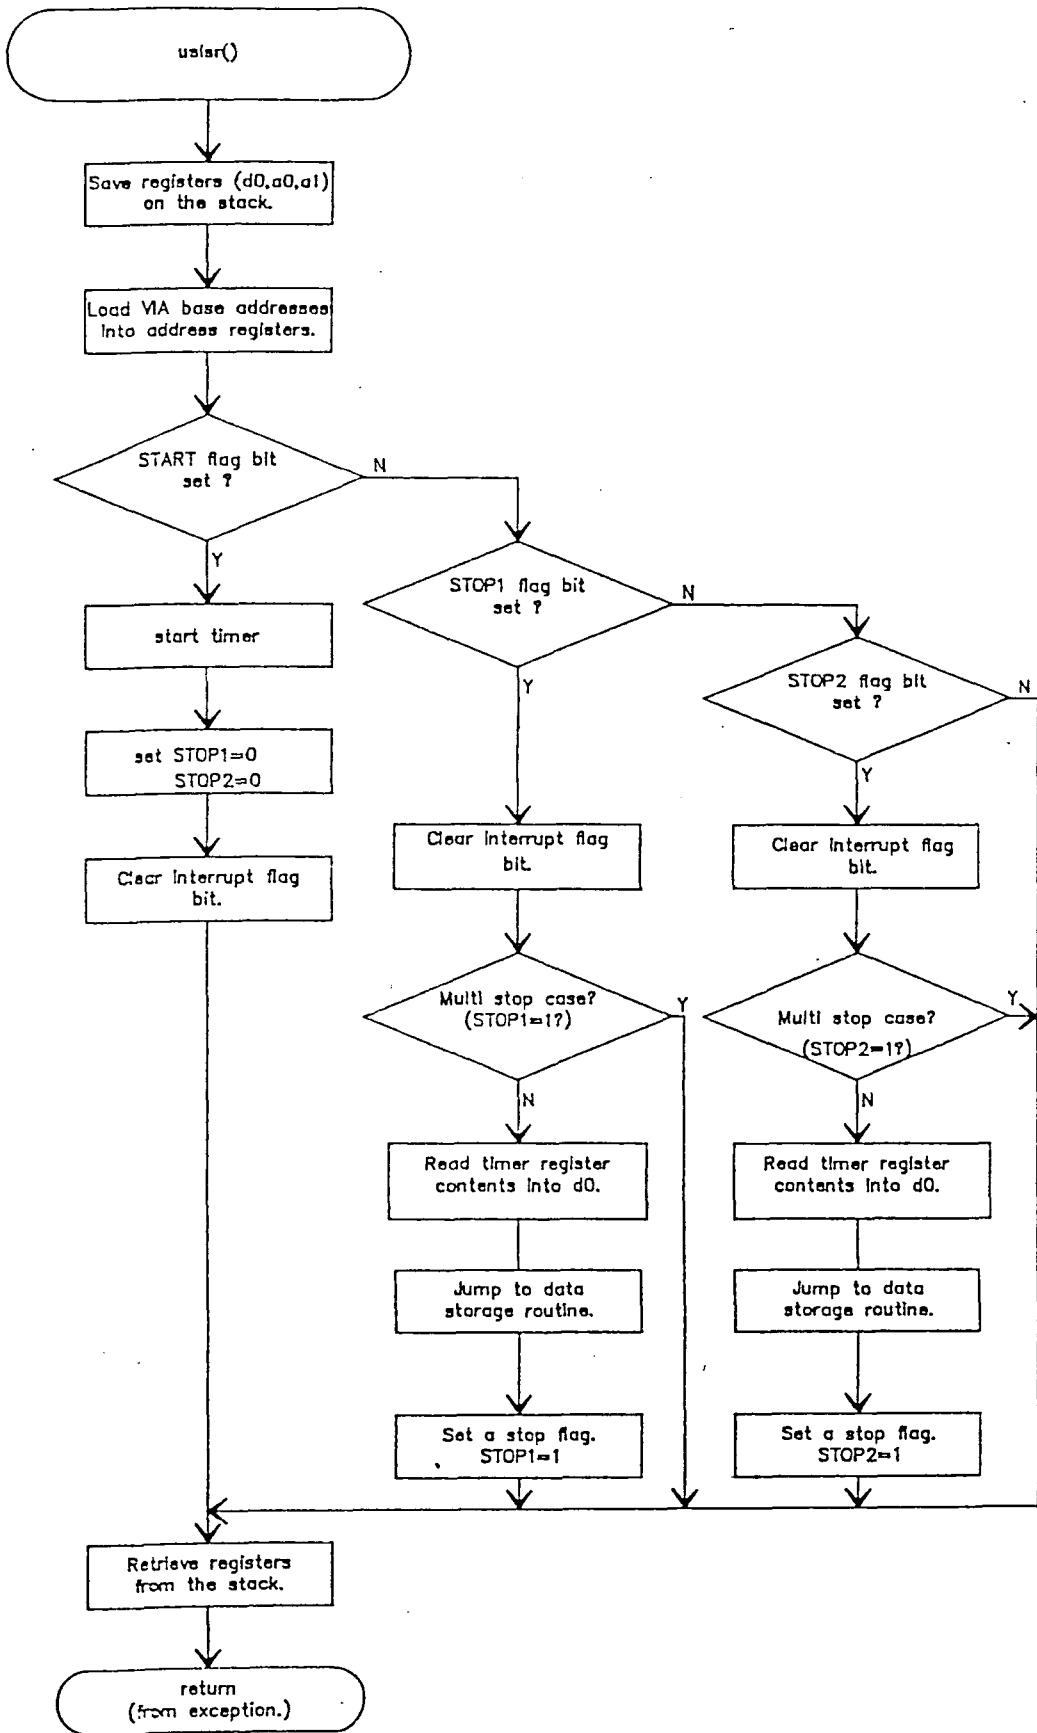 usisr()
Save registers (d0,a0,a1)
on the stack.
Load VIA base addresses
into address registers.
START flag bit
set ?
N
Y
start timer
set STOP1=0
STOP2=0
Clear interrupt flag
bit.
STOP1 flag bit
set ?
N
Y
Clear interrupt flag
bit.
Multi stop case?
(STOP1=1?)
Y
N
Read timer register
contents into d0.
Jump to data
storage routine.
Set a stop flag.
STOP1=1
STOP2 flag bit
set ?
N
Y
Clear interrupt flag
bit.
Multi stop case?
(STOP2=1?)
Y
N
Read timer register
contents into d0.
Jump to data
storage routine.
Set a stop flag.
STOP2=1
Retrieve registers
from the stack.
return
(from exception.)